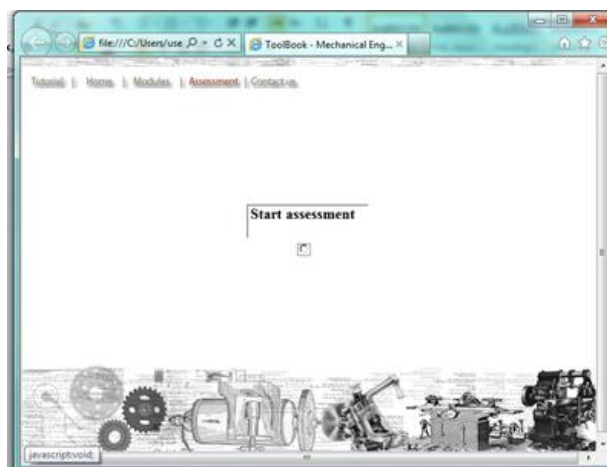 file:///C:/Users/use
ToolBook - Mechanical Eng...
Tutorial | Home | Modules | Assessment | Contact us
Start assessment
javascript:void;